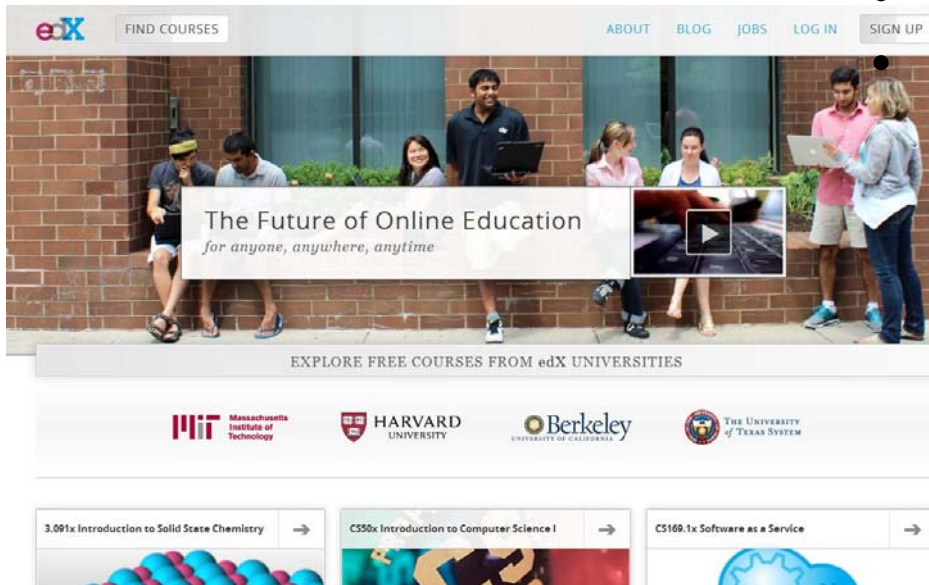 edX
FIND COURSES
ABOUT
BLOG
JOBS
LOG IN
SIGN UP
The Future of Online Education
for anyone, anywhere, anytime
EXPLORE FREE COURSES FROM edX UNIVERSITIES
MIT
Massachusetts
Institute of
Technology
HARVARD
UNIVERSITY
Berkeley
UNIVERSITY OF CALIFORNIA
THE UNIVERSITY
of TEXAS SYSTEM
3.091x Introduction to Solid State Chemistry
CS50x Introduction to Computer Science I
CS169.1x Software as a Service